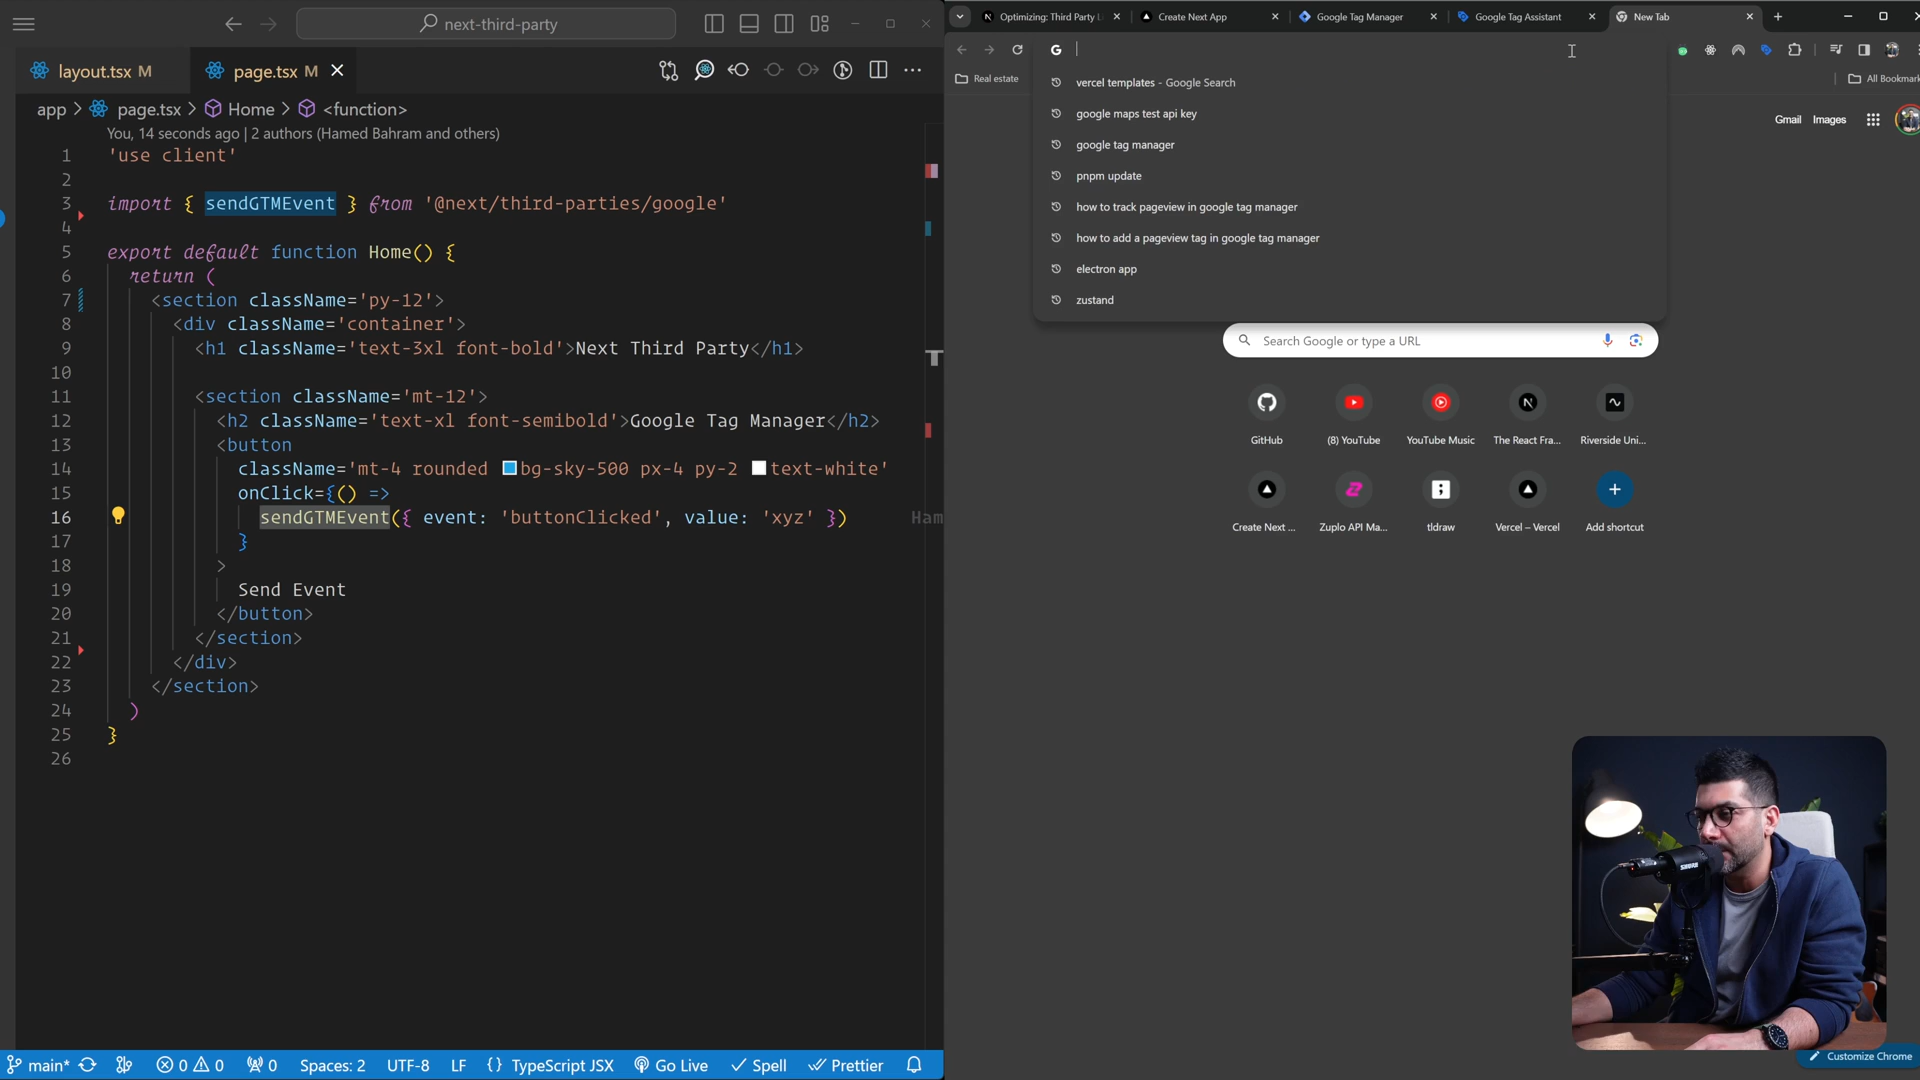 next-third-party
layout.tsx M
page.tsx M
app > page.tsx > Home > <function>
You, 14 seconds ago | 2 authors (Hamed Bahram and others)
1 'use client'
2
3 import { sendGTMEvent } from '@next/third-parties/google'
4
5 export default function Home() {
6 return (
7 <section className='py-12'>
8 <div className='container'>
9 <h1 className='text-3xl font-bold'>Next Third Party</h1>
10
11 <section className='mt-12'>
12 <h2 className='text-xl font-semibold'>Google Tag Manager</h2>
13 <button
14 className='mt-4 rounded bg-sky-500 px-4 py-2 text-white'
15 onClick={() =>
16 sendGTMEvent({ event: 'buttonClicked', value: 'xyz' }) Ham
17 }
18 >
19 Send Event
20 </button>
21 </section>
22 </div>
23 </section>
24 )
25 }
26
main* 0 0 0 Spaces: 2 UTF-8 LF {} TypeScript JSX Go Live Spell Prettier
Optimizing: Third Party L
Create Next App
Google Tag Manager
Google Tag Assistant
New Tab
Real estate
All Bookmark
vercel templates - Google Search
google maps test api key
google tag manager
pnpm update
how to track pageview in google tag manager
how to add a pageview tag in google tag manager
electron app
zustand
Gmail Images
Search Google or type a URL
GitHub
(8) YouTube
YouTube Music
The React Fra...
Riverside Uni...
Create Next ...
Zuplo API Ma...
tldraw
Vercel – Vercel
Add shortcut
SHURE
Customize Chrome